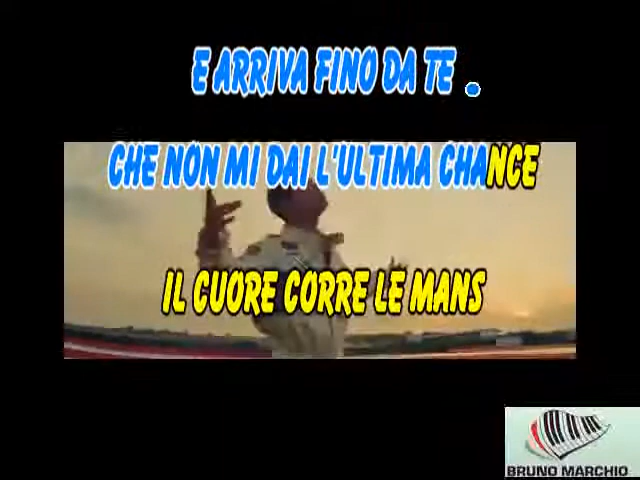 E ARRIVA FINO DA TE .
CHE NON MI DAI L'ULTIMA CHANCE
IL CUORE CORRE LE MANS
BRUNO MARCHIO